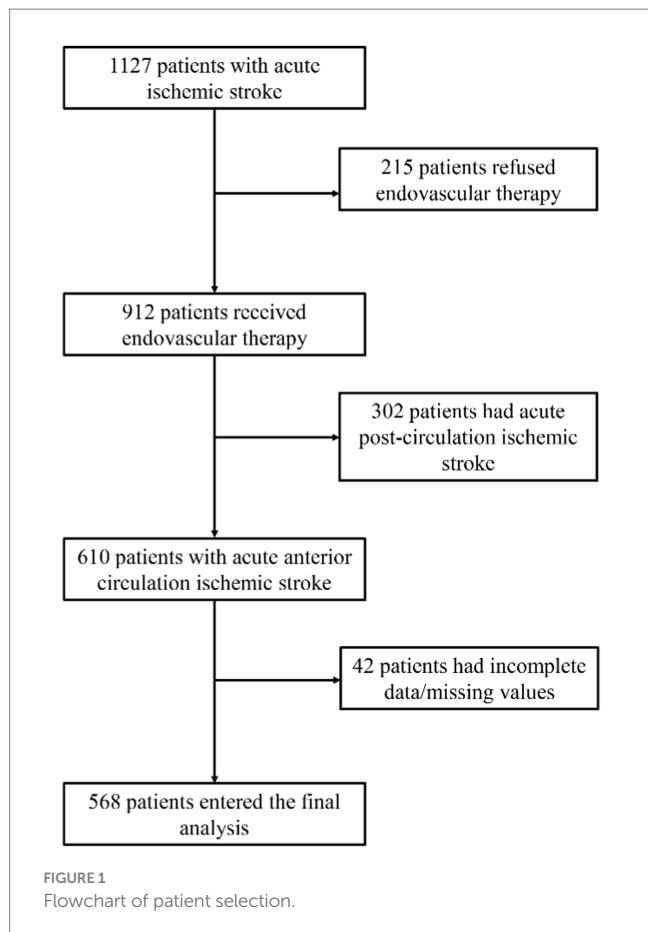 1127 patients with acute
ischemic stroke
215 patients refused
endovascular therapy
912 patients received
endovascular therapy
302 patients had acute
post-circulation ischemic
stroke
610 patients with acute anterior
circulation ischemic stroke
42 patients had incomplete
data/missing values
568 patients entered the final
analysis
FIGURE 1
Flowchart of patient selection.